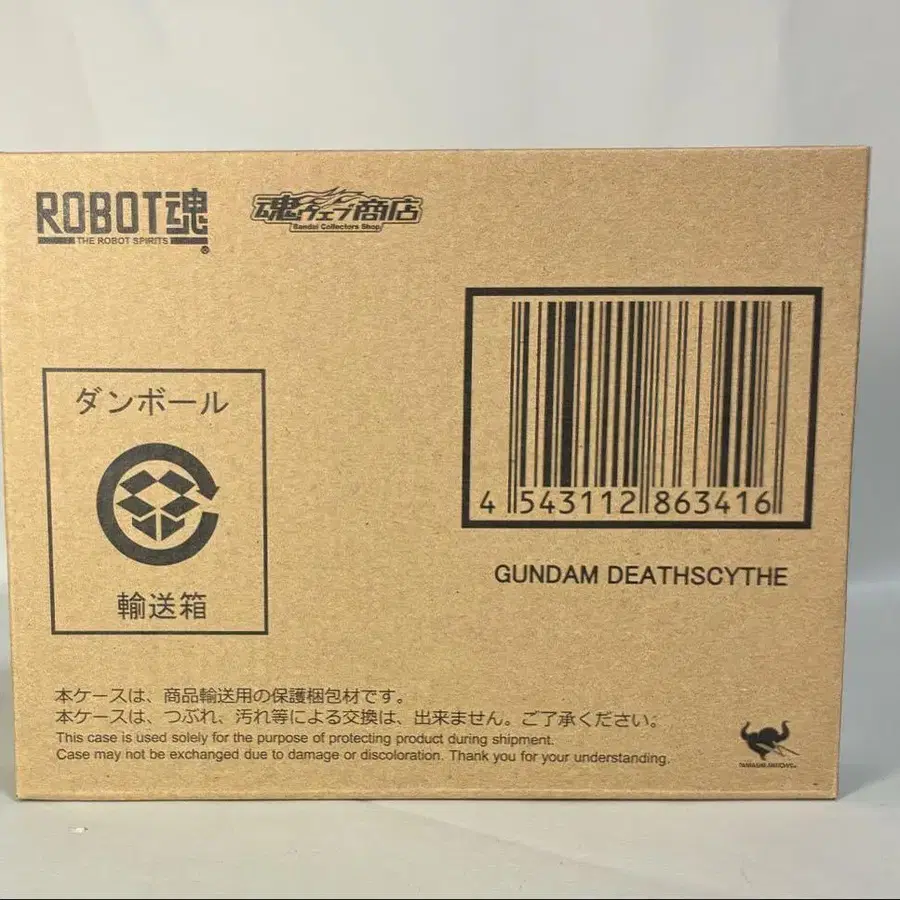 ROBOT魂
THE ROBOT SPIRITS
®
魂ウェブ商店
Bandai Collectors Shop
4 543112 863416
GUNDAM DEATHSCYTHE
ダンボール
輸送箱
本ケースは、商品輸送用の保護梱包材です。
本ケースは、つぶれ、汚れ等による交換は、出来ません。ご了承ください。
This case is used solely for the purpose of protecting product during shipment.
Case may not be exchanged due to damage or discoloration. Thank you for your understanding.
TAMASHII NATIONS